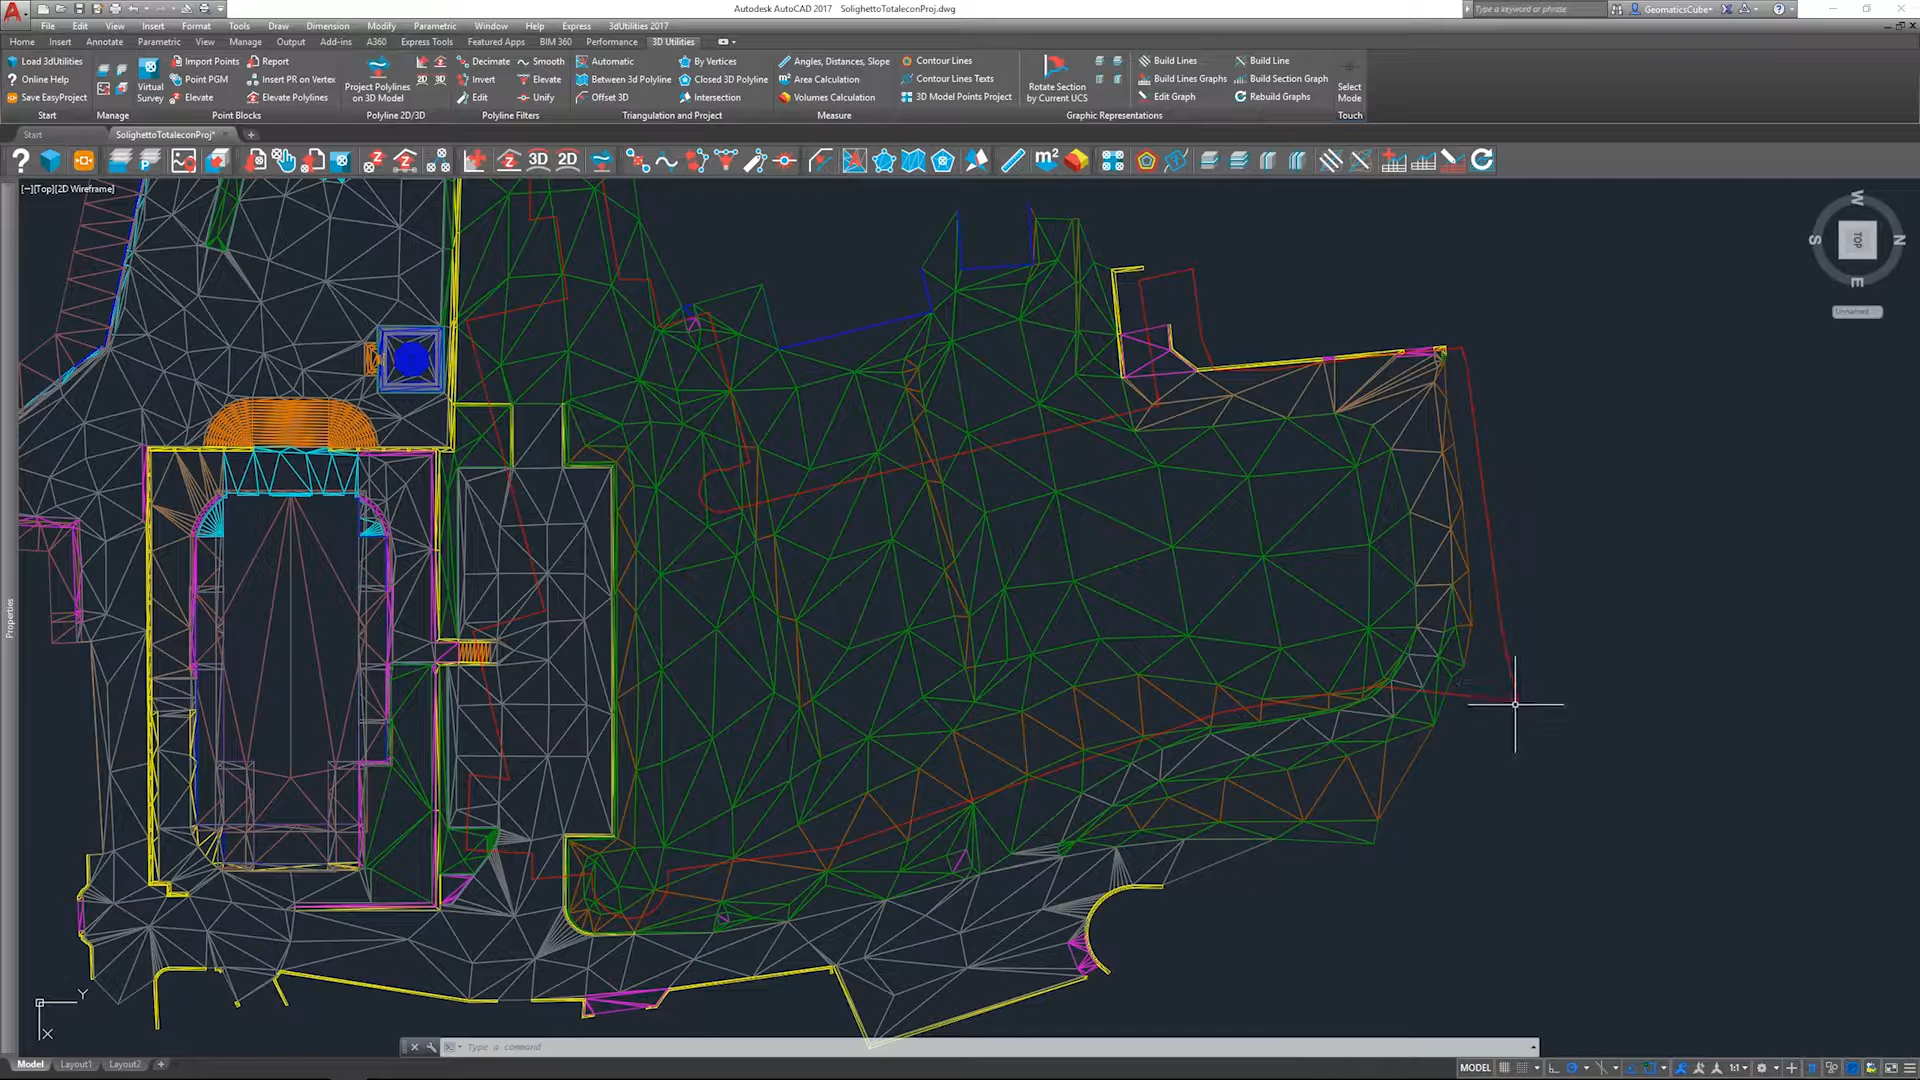 Autodesk AutoCAD 2017   SolighettoTotaleconProj.dwg
Type a keyword or phrase
GeomaticsCube
File Edit View Insert Format Tools Draw Dimension Modify Parametric Window Help Express 3dUtilities 2017
Home Insert Annotate Parametric View Manage Output Add-ins A360 Express Tools Featured Apps BIM 360 Performance 3D Utilities
Load 3dUtilities Import Points Report Decimate Smooth Automatic By Vertices Angles, Distances, Slope Contour Lines Build Lines Build Line
Online Help Point PGM Insert PR on Vertex Invert Elevate Between 3d Polyline Closed 3D Polyline Area Calculation Contour Lines Texts Build Lines Graphs Build Section Graph
Save EasyProject Elevate Elevate Polylines Edit Unify Offset 3D Intersection Volumes Calculation 3D Model Points Project Edit Graph Rebuild Graphs
Virtual Survey
Project Polylines on 3D Model
2D 3D
Rotate Section by Current UCS
Select Mode
Start Manage Point Blocks Polyline 2D/3D Polyline Filters Triangulation and Project Measure Graphic Representations Touch
Start SolighettoTotaleconProj*
3D 2D m²
[−][Top][2D Wireframe]
W
S TOP N
E
Unnamed
Properties
Y
X
Type a command
Model Layout1 Layout2
MODEL 1:1